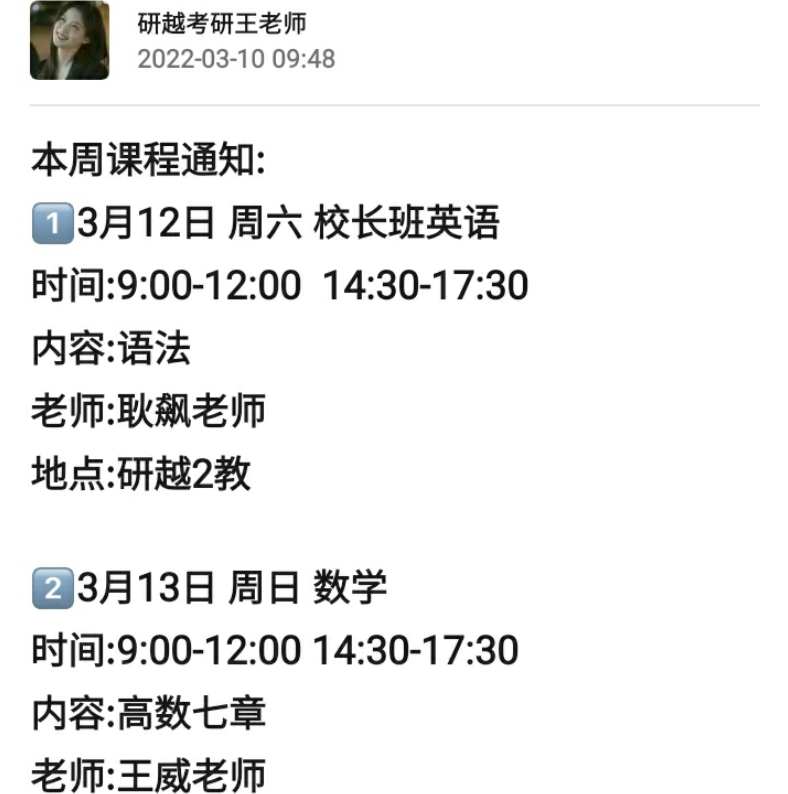 研越考研王老师
2022-03-10 09:48
本周课程通知:
1️⃣3月12日 周六 校长班英语
时间:9:00-12:00  14:30-17:30
内容:语法
老师:耿飙老师
地点:研越2教
2️⃣3月13日 周日 数学
时间:9:00-12:00 14:30-17:30
内容:高数七章
老师:王威老师